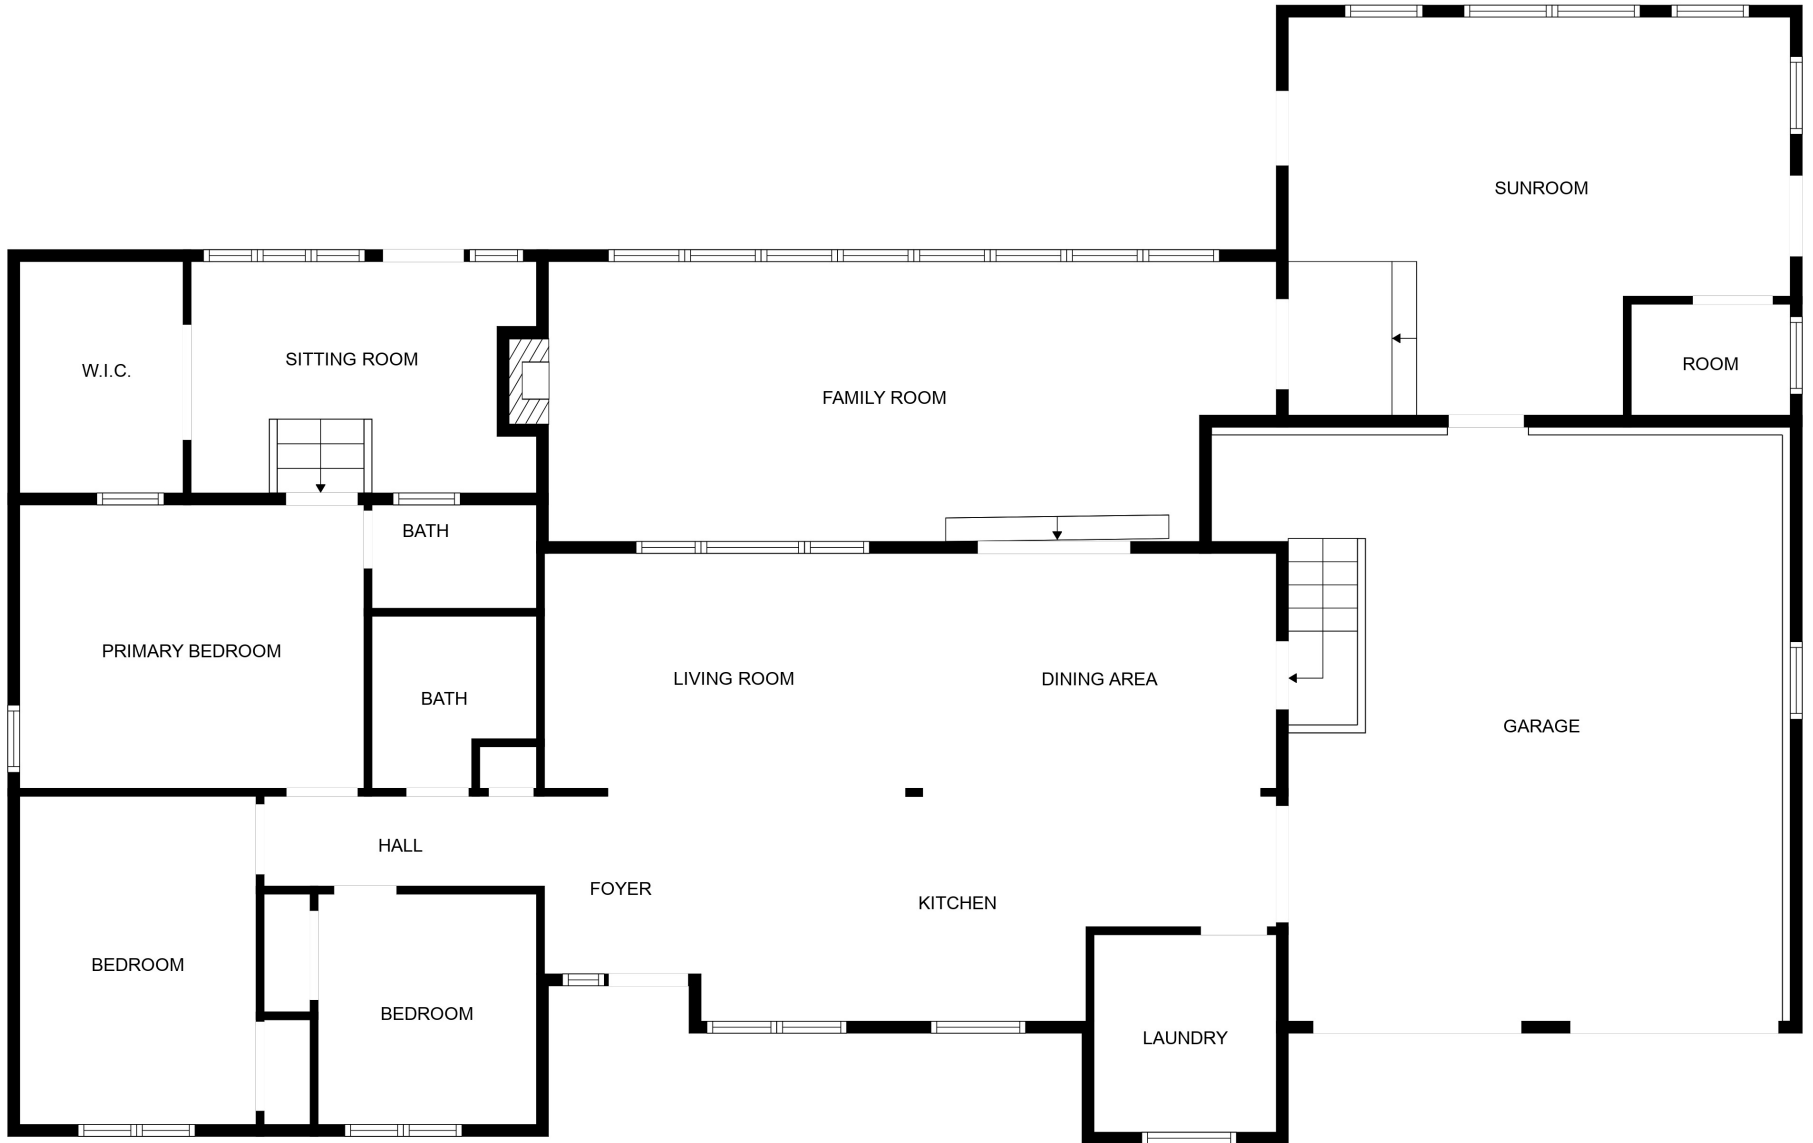 SUNROOM
W.I.C.
SITTING ROOM
FAMILY ROOM
ROOM
BATH
PRIMARY BEDROOM
BATH
LIVING ROOM
DINING AREA
GARAGE
HALL
FOYER
KITCHEN
BEDROOM
BEDROOM
LAUNDRY